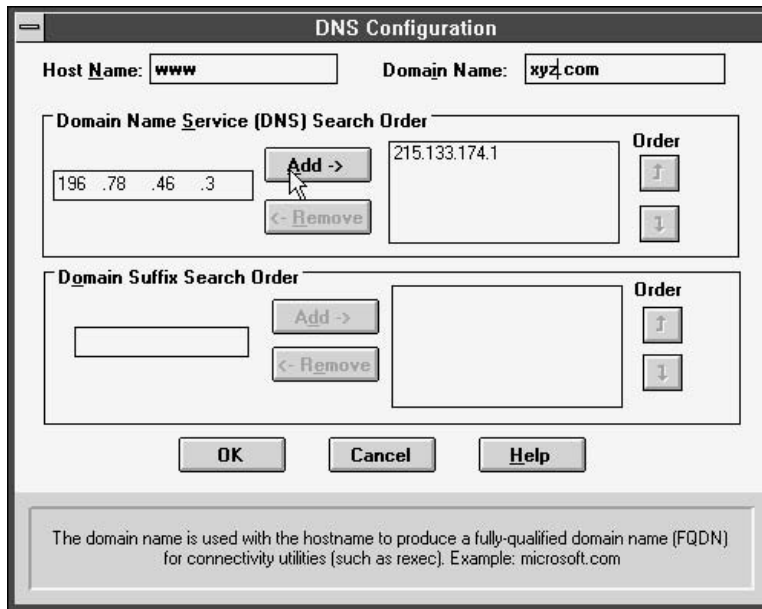 DNS Configuration
Host Name: www Domain Name: xyz.com
Domain Name Service (DNS) Search Order
196 .78 .46 .3
Add ->
<- Remove
215.133.174.1
Order
Domain Suffix Search Order
Add ->
<- Remove
Order
OK Cancel Help
The domain name is used with the hostname to produce a fully-qualified domain name (FQDN)
for connectivity utilities (such as rexec). Example: microsoft.com